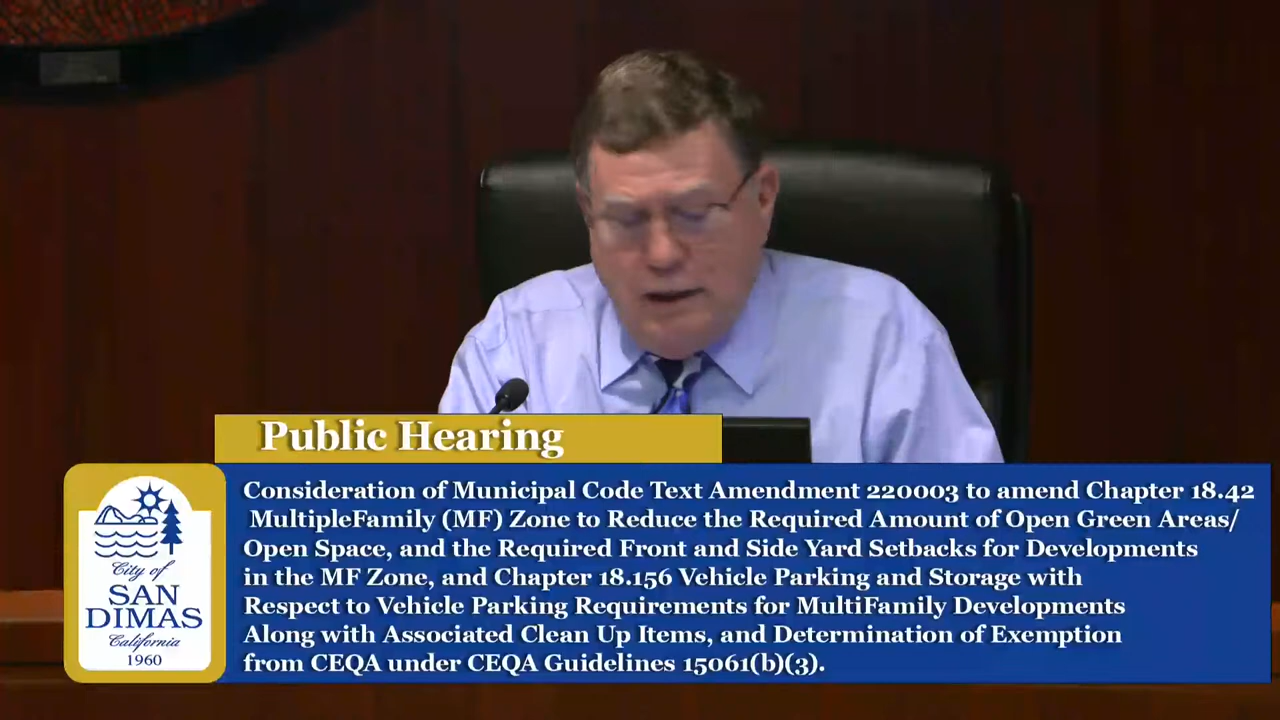 Public Hearing
Consideration of Municipal Code Text Amendment 220003 to amend Chapter 18.42
MultipleFamily (MF) Zone to Reduce the Required Amount of Open Green Areas/
Open Space, and the Required Front and Side Yard Setbacks for Developments
in the MF Zone, and Chapter 18.156 Vehicle Parking and Storage with
Respect to Vehicle Parking Requirements for MultiFamily Developments
Along with Associated Clean Up Items, and Determination of Exemption
from CEQA under CEQA Guidelines 15061(b)(3).
City of
SAN
DIMAS
California
1960